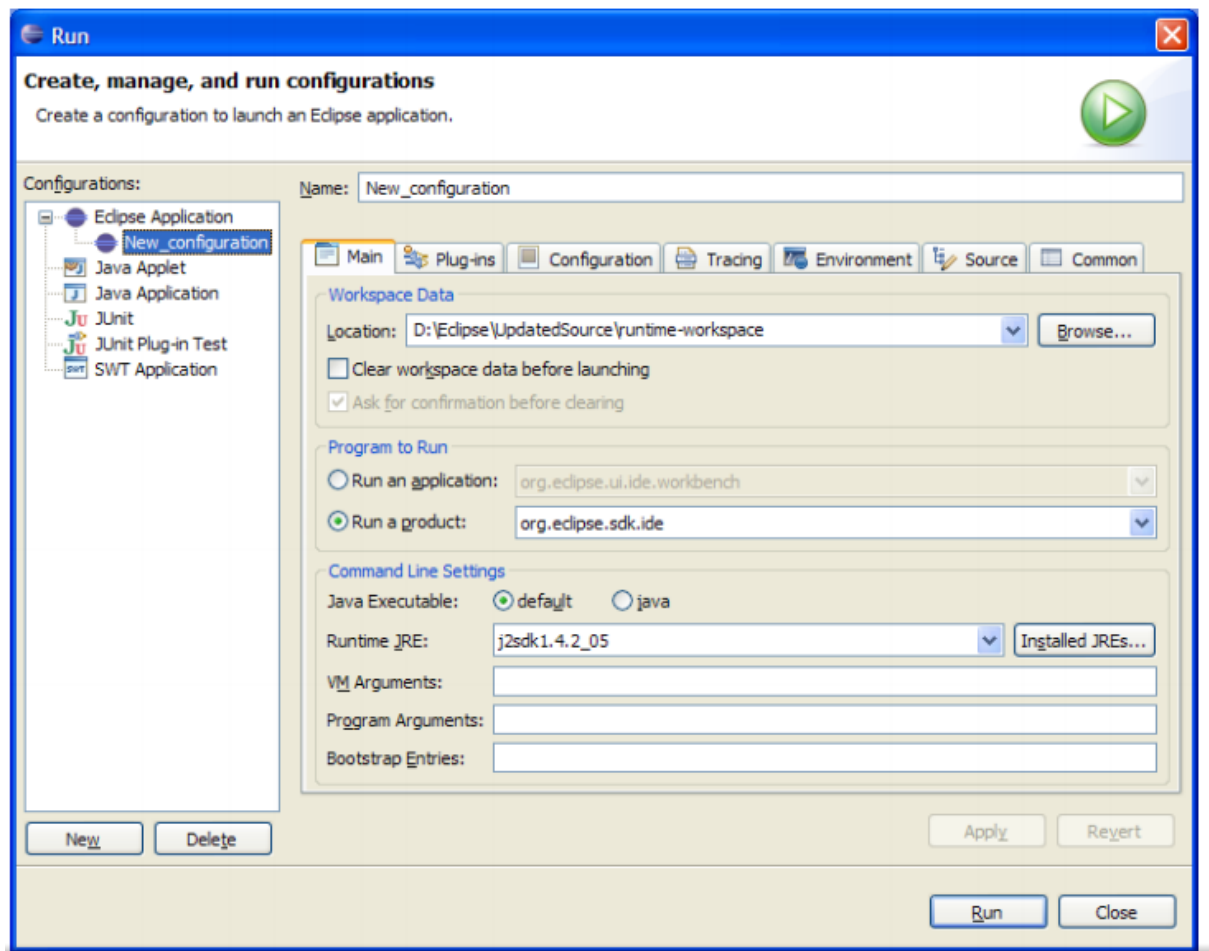 Run
Create, manage, and run configurations
Create a configuration to launch an Eclipse application.
Configurations:
Eclipse Application
New_configuration
Java Applet
Java Application
Ju JUnit
Jü JUnit Plug-in Test
SWT SWT Application
New Delete
Name: New_configuration
Main Plug-ins Configuration Tracing Environment Source Common
Workspace Data
Location: D:\Eclipse\UpdatedSource\runtime-workspace Browse...
Clear workspace data before launching
Ask for confirmation before clearing
Program to Run
Run an application: org.eclipse.ui.ide.workbench
Run a product: org.eclipse.sdk.ide
Command Line Settings
Java Executable: default java
Runtime JRE: j2sdk1.4.2_05 Installed JREs...
VM Arguments:
Program Arguments:
Bootstrap Entries:
Apply Revert
Run Close